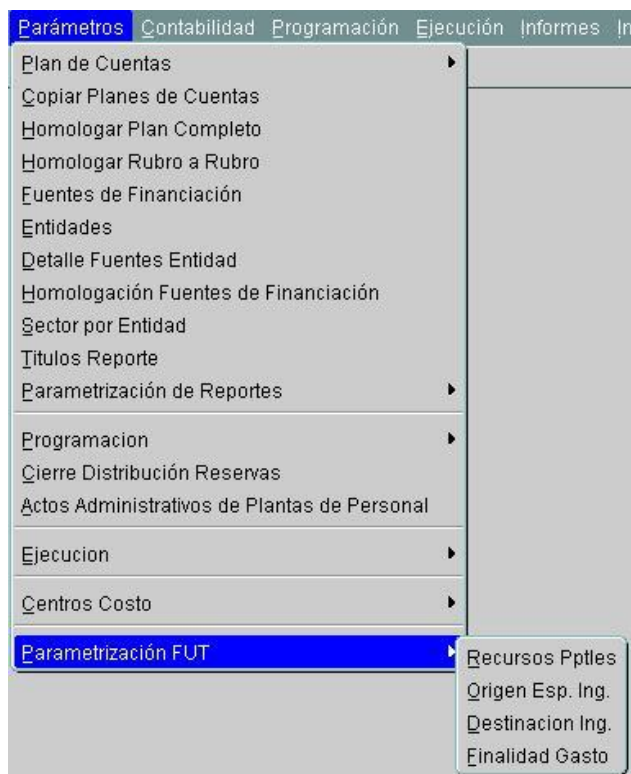 Parámetros Contabilidad Programación Ejecución Informes In
Plan de Cuentas
Copiar Planes de Cuentas
Homologar Plan Completo
Homologar Rubro a Rubro
Fuentes de Financiación
Entidades
Detalle Fuentes Entidad
Homologación Fuentes de Financiación
Sector por Entidad
Titulos Reporte
Parametrización de Reportes
Programacion
Cierre Distribución Reservas
Actos Administrativos de Plantas de Personal
Ejecucion
Centros Costo
Parametrización FUT
Recursos Pptles
Origen Esp. Ing.
Destinacion Ing.
Finalidad Gasto